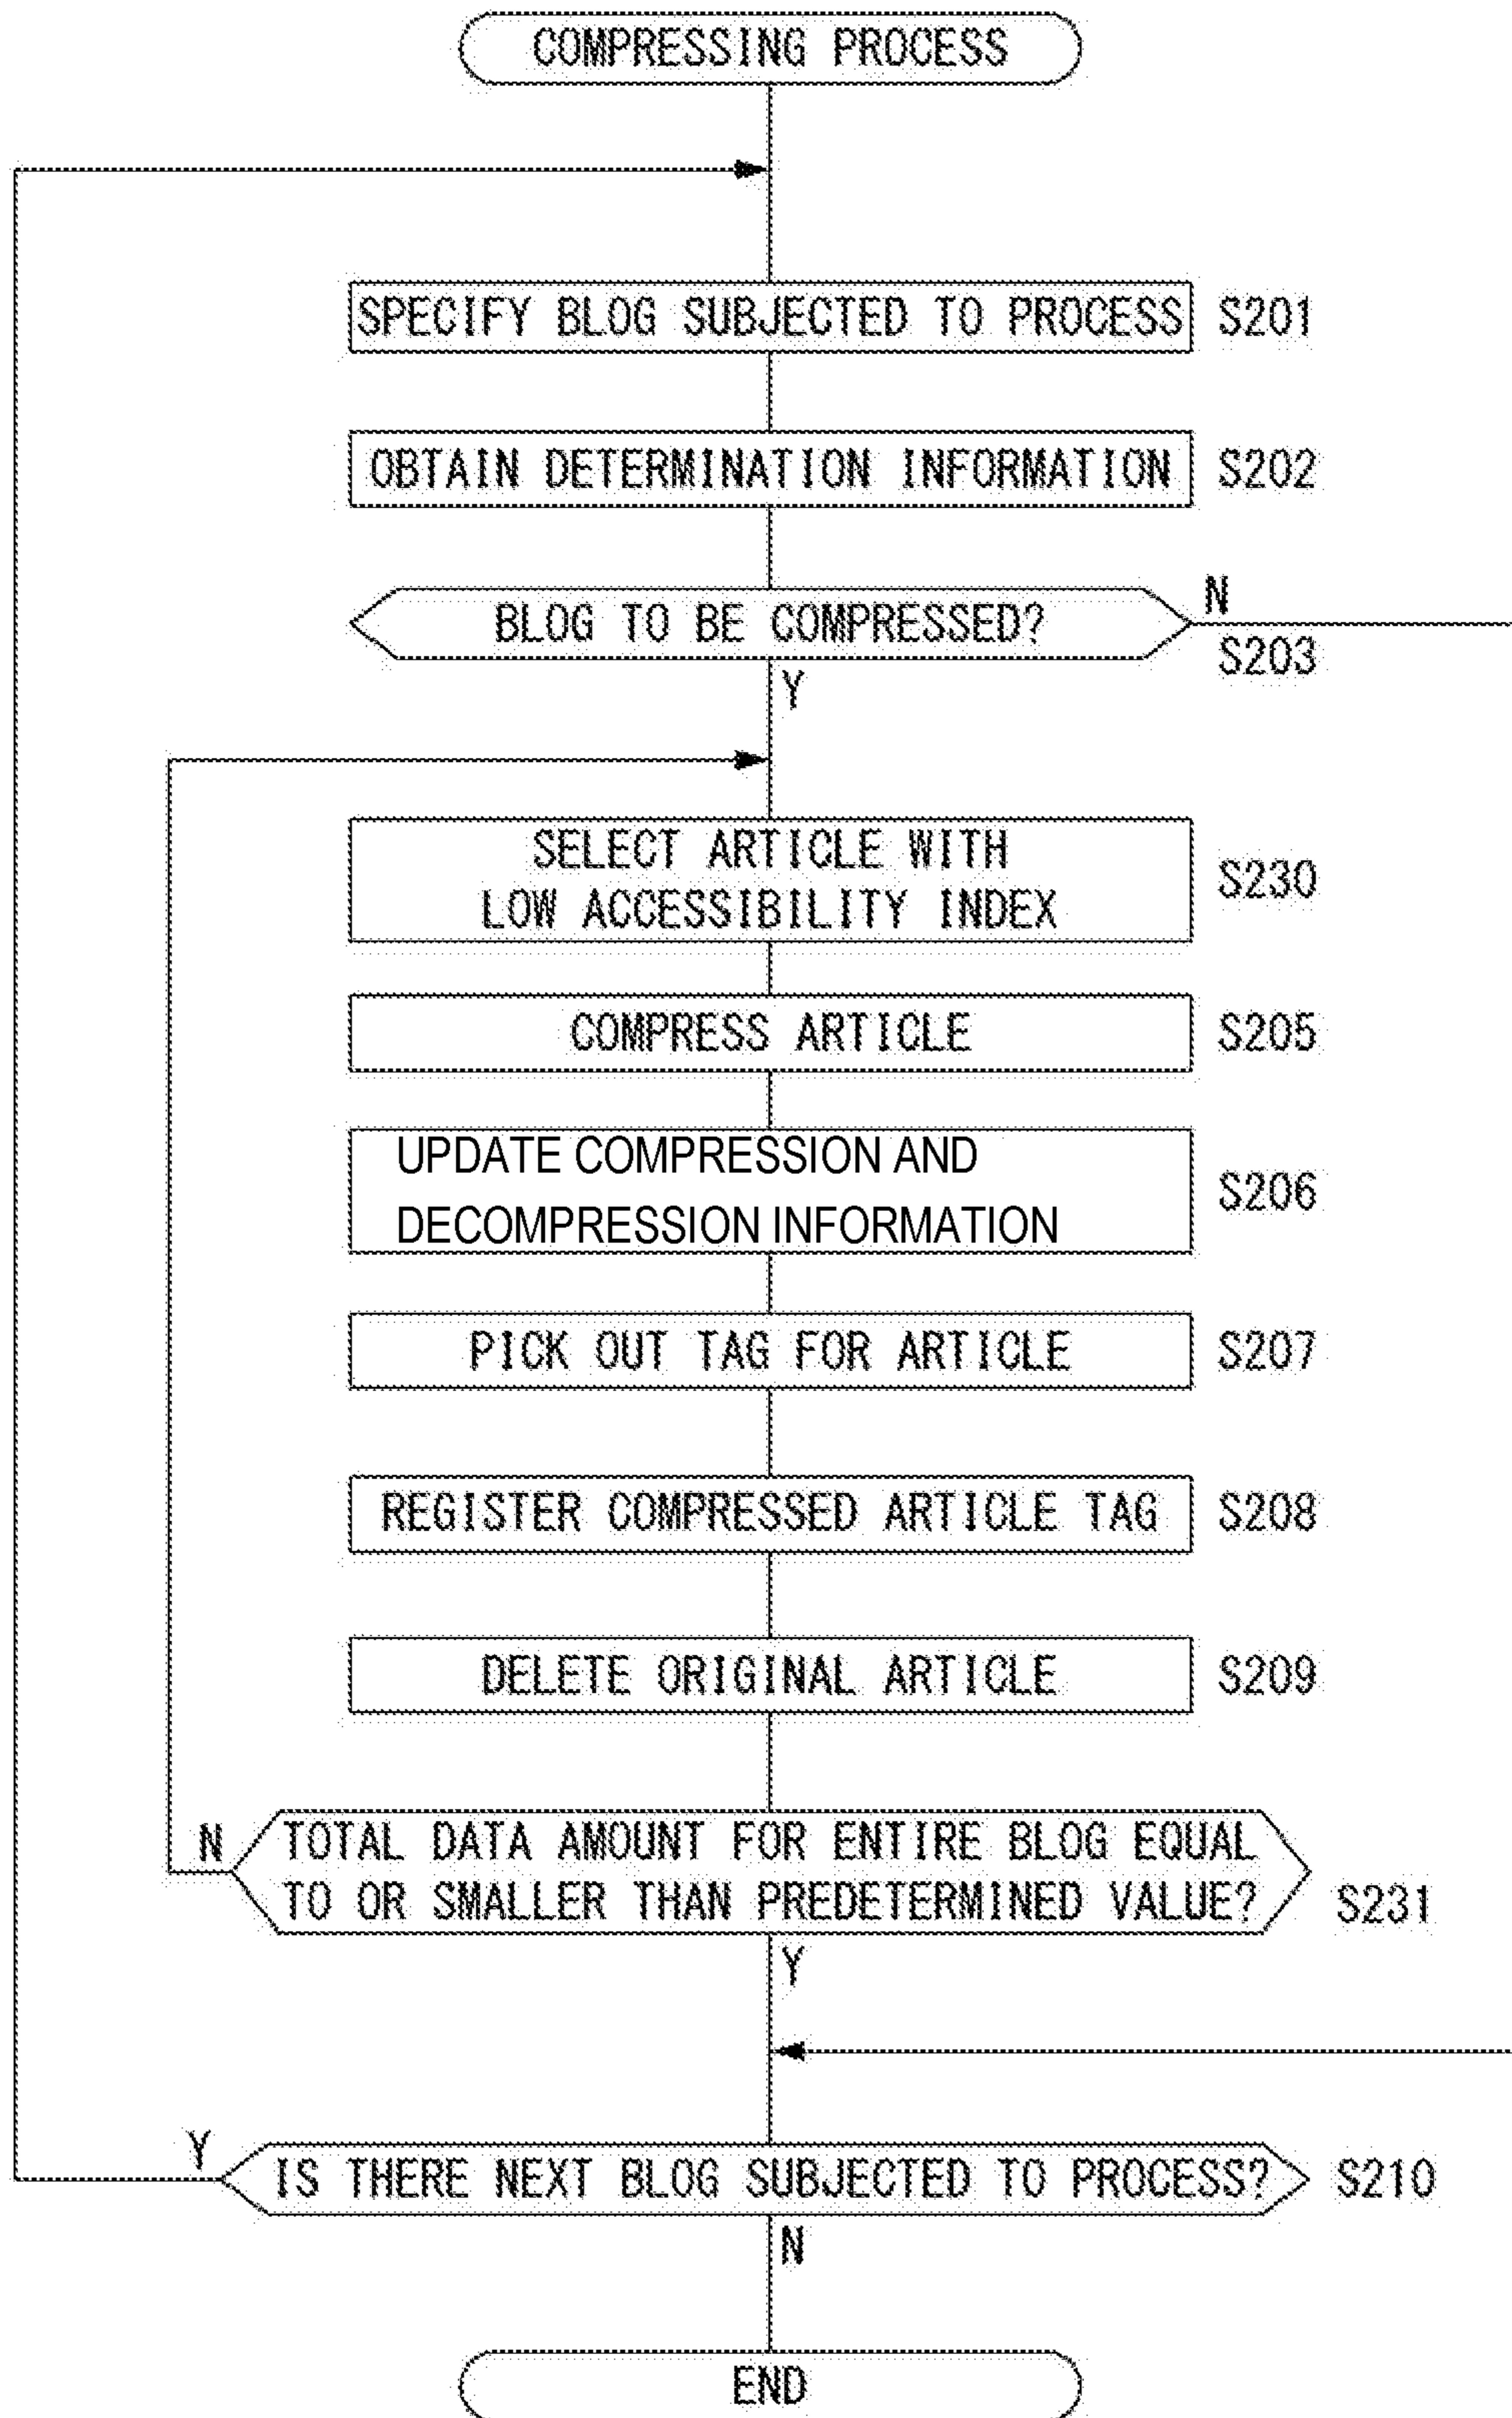 COMPRESSING PROCESS
SPECIFY BLOG SUBJECTED TO PROCESS S201
OBTAIN DETERMINATION INFORMATION S202
N
BLOG TO BE COMPRESSED?
S203
Y
SELECT ARTICLE WITH
LOW ACCESSIBILITY INDEX
S230
COMPRESS ARTICLE S205
UPDATE COMPRESSION AND
DECOMPRESSION INFORMATION
S206
PICK OUT TAG FOR ARTICLE S207
REGISTER COMPRESSED ARTICLE TAG S208
DELETE ORIGINAL ARTICLE S209
N
TOTAL DATA AMOUNT FOR ENTIRE BLOG EQUAL
TO OR SMALLER THAN PREDETERMINED VALUE?
S231
Y
Y
IS THERE NEXT BLOG SUBJECTED TO PROCESS? S210
N
END